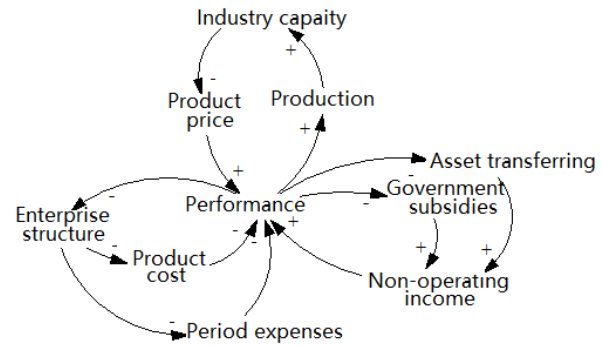 Industry capaity
-
+
Product
price
Production
+
+
Asset transferring
-
Government
subsidies
-
-
Performance
-
Enterprise
structure
-
-
-
+
+
+
Product
cost
Non-operating
income
-
Period expenses